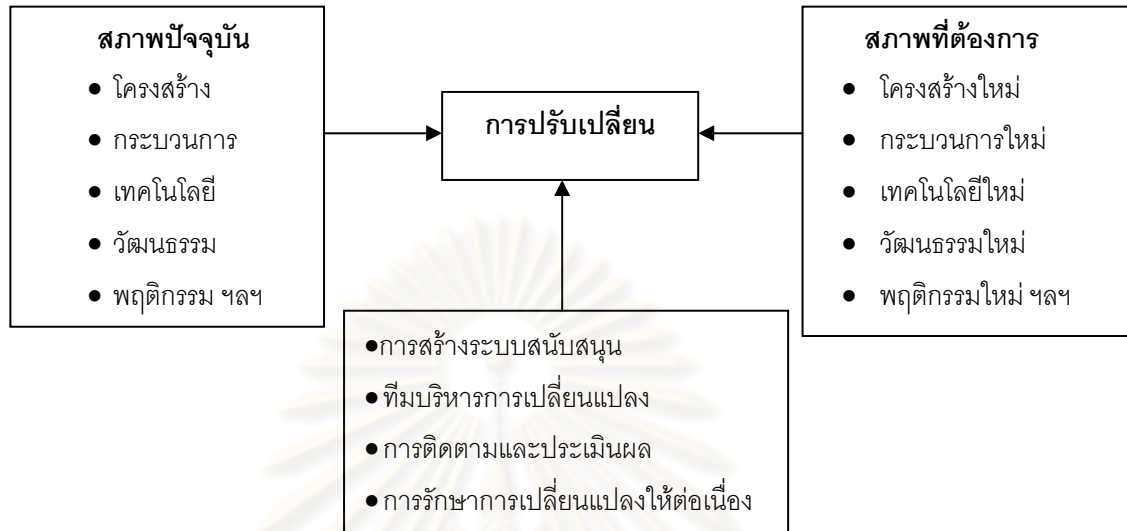 สภาพปัจจุบัน
● โครงสร้าง
● กระบวนการ
● เทคโนโลยี
● วัฒนธรรม
● พฤติกรรม ฯลฯ
การปรับเปลี่ยน
สภาพที่ต้องการ
● โครงสร้างใหม่
● กระบวนการใหม่
● เทคโนโลยีใหม่
● วัฒนธรรมใหม่
● พฤติกรรมใหม่ ฯลฯ
●การสร้างระบบสนับสนุน
●ทีมบริหารการเปลี่ยนแปลง
●การติดตามและประเมินผล
●การรักษาการเปลี่ยนแปลงให้ต่อเนื่อง